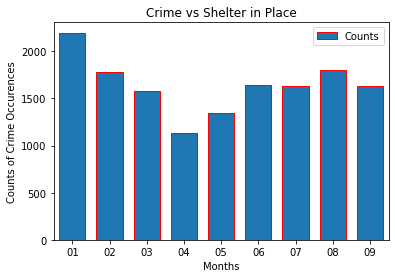 Crime vs Shelter in Place
Counts
Counts of Crime Occurences
2000
1500
1000
500
0
01 02 03 04 05 06 07 08 09
Months